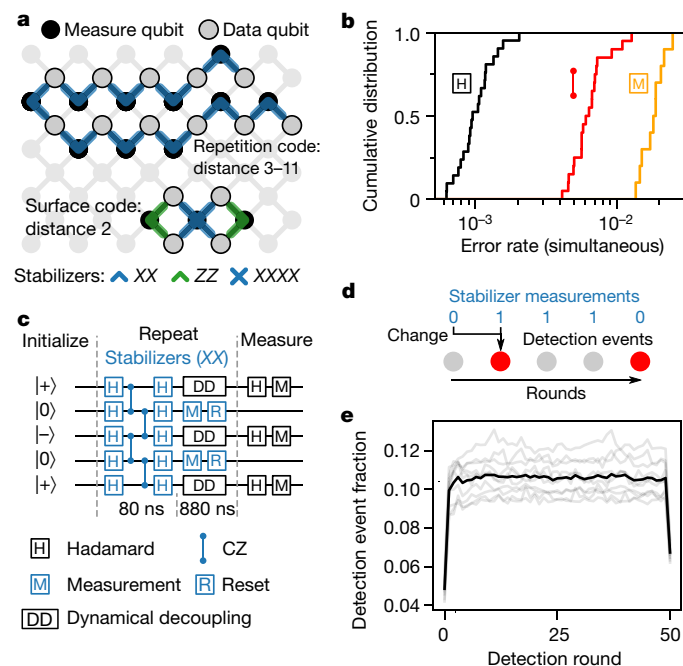 a
Measure qubit Data qubit
Repetition code:
distance 3–11
Surface code:
distance 2
Stabilizers: XX ZZ XXXX
b
Cumulative distribution
1.0
0.5
0
H
M
10⁻³ 10⁻²
Error rate (simultaneous)
c
Initialize Repeat Measure
Stabilizers (XX)
|+⟩ H H DD H M
|0⟩ H H M R
|−⟩ H H DD H M
|0⟩ H H M R
|+⟩ H H DD H M
80 ns 880 ns
H Hadamard CZ
M Measurement R Reset
DD Dynamical decoupling
d
Stabilizer measurements
0 1 1 1 0
Change Detection events
Rounds
e
Detection event fraction
0.12
0.10
0.08
0.06
0.04
0 25 50
Detection round